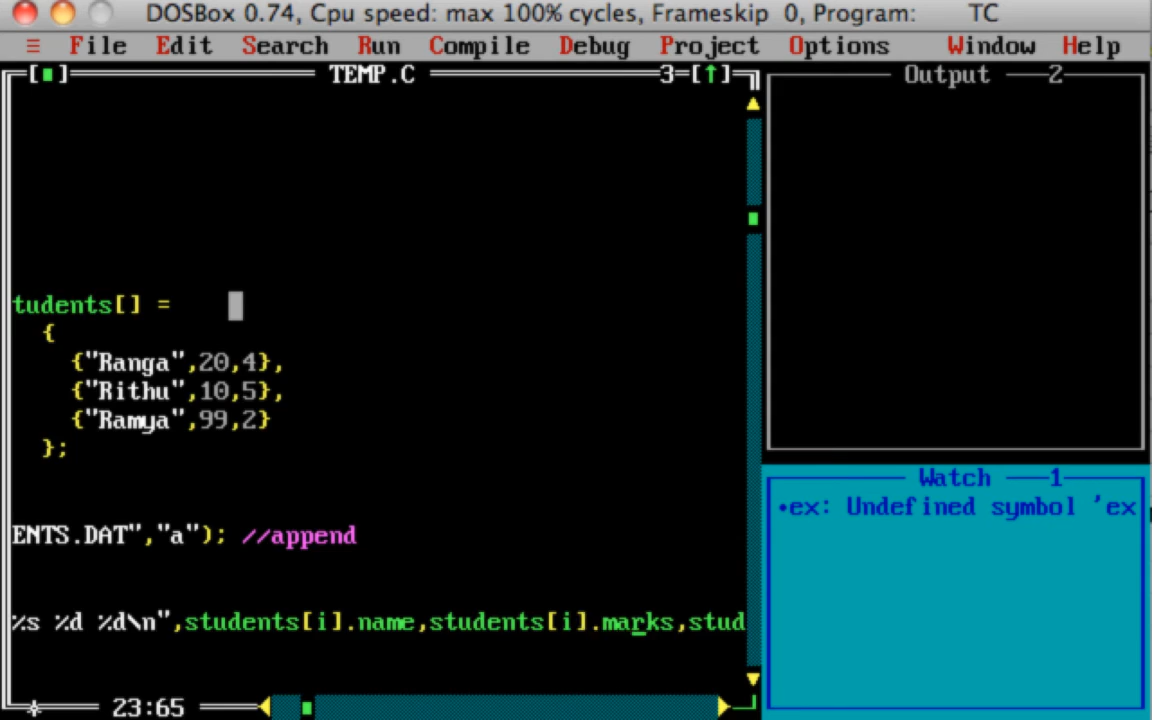 DOSBox 0.74, Cpu speed: max 100% cycles, Frameskip 0, Program: TC
≡ File Edit Search Run Compile Debug Project Options Window Help
[■] TEMP.C 3=[↑]
Output 2
tudents[] =
{
{"Ranga",20,4},
{"Rithu",10,5},
{"Ramya",99,2}
};
ENTS.DAT","a"); //append
%s %d %d\n",students[i].name,students[i].marks,stud
23:65
Watch 1
•ex: Undefined symbol 'ex